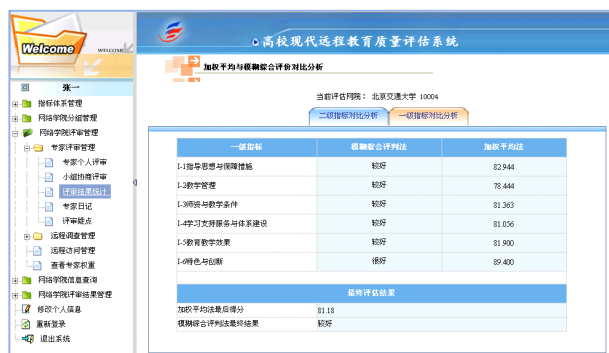 Welcome
WELCOME
高校现代远程教育质量评估系统
加权平均与模糊综合评价对比分析
张一
指标体系管理
网络学院分组管理
网络学院评审管理
专家评审管理
专家个人评审
小组协商评审
评审结果统计
专家日记
评审疑点
远程调查管理
远程访问管理
查看专家权重
网络学院信息查询
网络学院评审结果管理
修改个人信息
重新登录
退出系统
当前评估网院： 北京交通大学 10004
二级指标对比分析 一级指标对比分析
一级指标 模糊综合评判法 加权平均法
I-1指导思想与保障措施 较好 82.944
I-2教学管理 较好 78.444
I-3师资与教学条件 较好 81.363
I-4学习支持服务与体系建设 较好 81.056
I-5教育教学效果 较好 81.900
I-6特色与创新 很好 89.400
最终评估结果
加权平均法最后得分 81.18
模糊综合评判法最终结果 较好